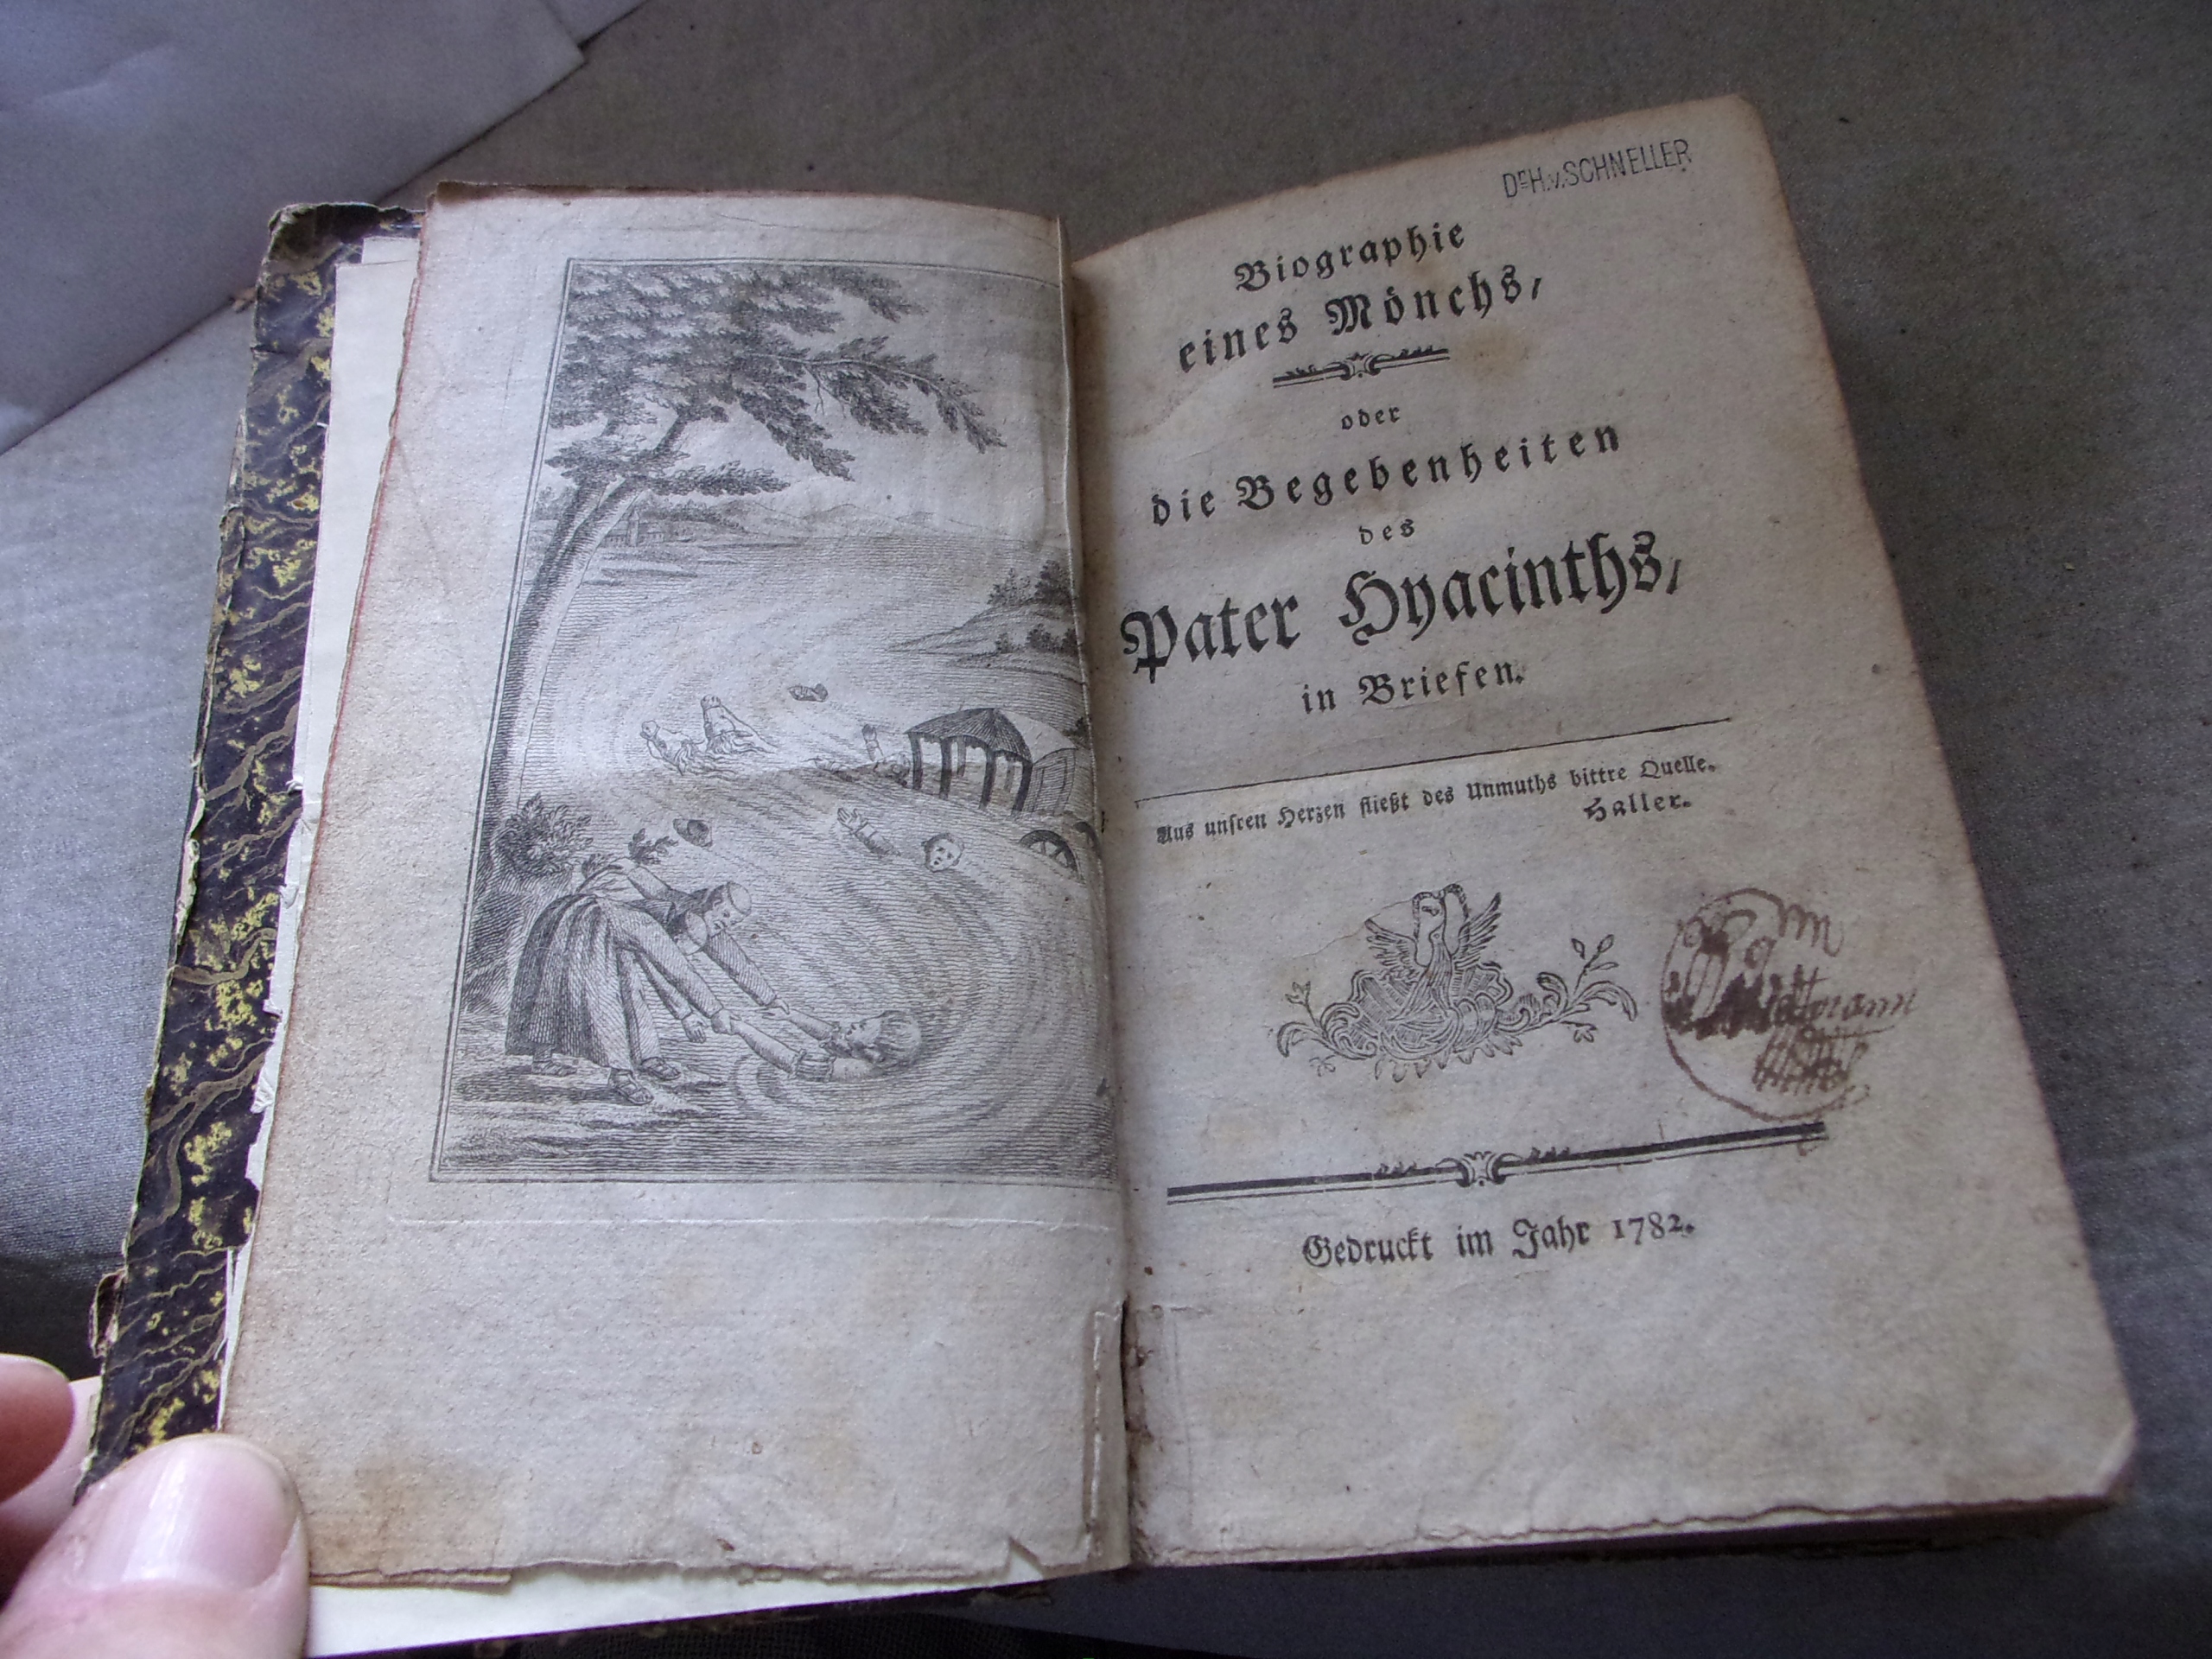 Dr H. v. SCHNELLER
Biographie
eines Mönchs,
oder
die Begebenheiten
des
Pater Hyacinths,
in Briefen.
Aus unsren Herzen fließt des Unmuths bittre Quelle.
Haller.
Gedruckt im Jahr 1782.